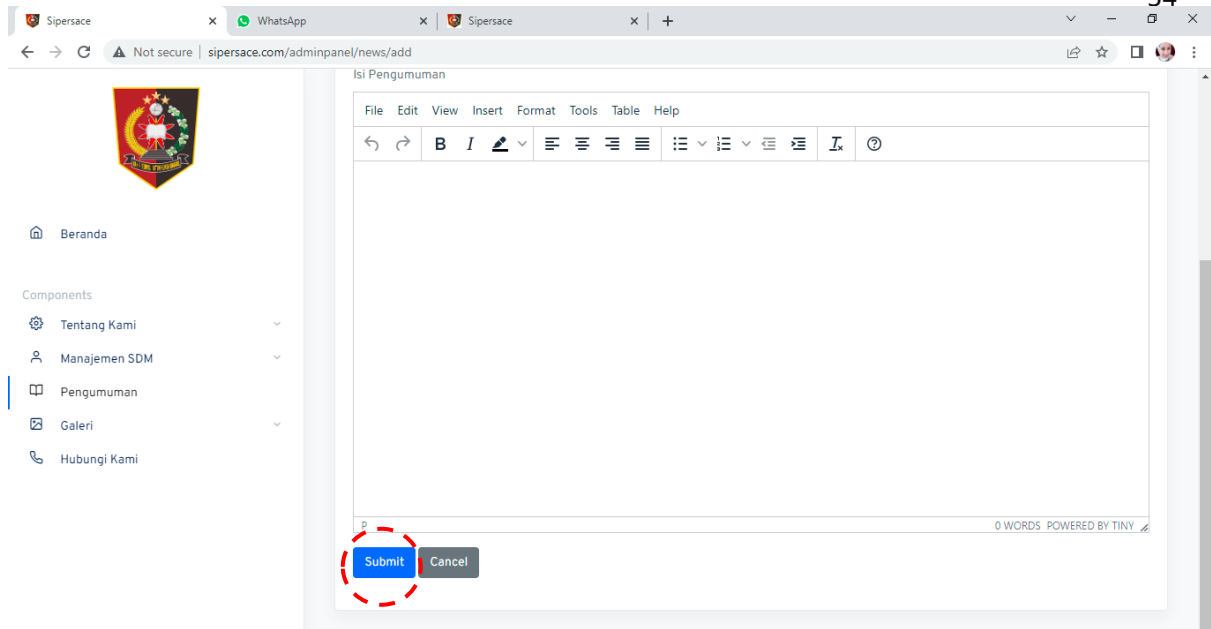 54
Sipersace
WhatsApp
Sipersace
Not secure | sipersace.com/adminpanel/news/add
Isi Pengumuman
File Edit View Insert Format Tools Table Help
B I
Beranda
Components
Tentang Kami
Manajemen SDM
Pengumuman
Galeri
Hubungi Kami
P
0 WORDS POWERED BY TINY
Submit Cancel